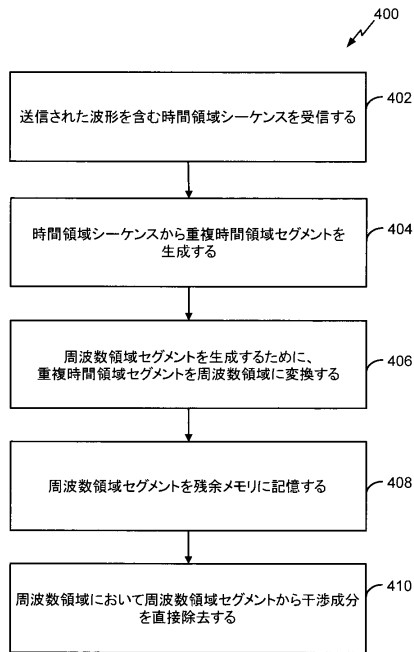 400
送信された波形を含む時間領域シーケンスを受信する
402
時間領域シーケンスから重複時間領域セグメントを
生成する
404
周波数領域セグメントを生成するために、
重複時間領域セグメントを周波数領域に変換する
406
周波数領域セグメントを残余メモリに記憶する
408
周波数領域において周波数領域セグメントから干渉成分
を直接除去する
410